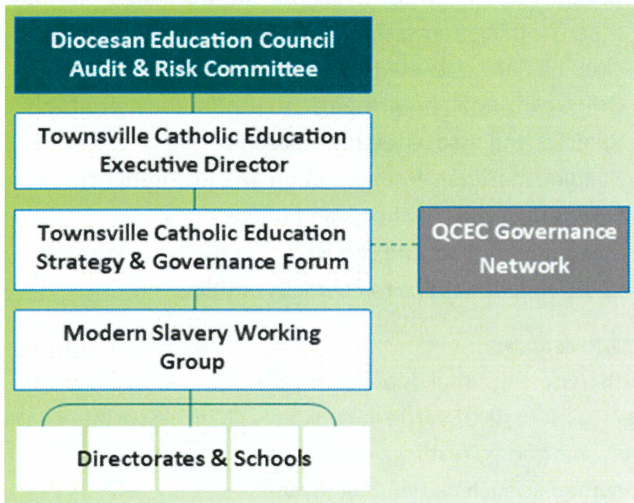 Diocesan Education Council
Audit & Risk Committee
Townsville Catholic Education
Executive Director
Townsville Catholic Education
Strategy & Governance Forum
QCEC Governance
Network
Modern Slavery Working
Group
Directorates & Schools